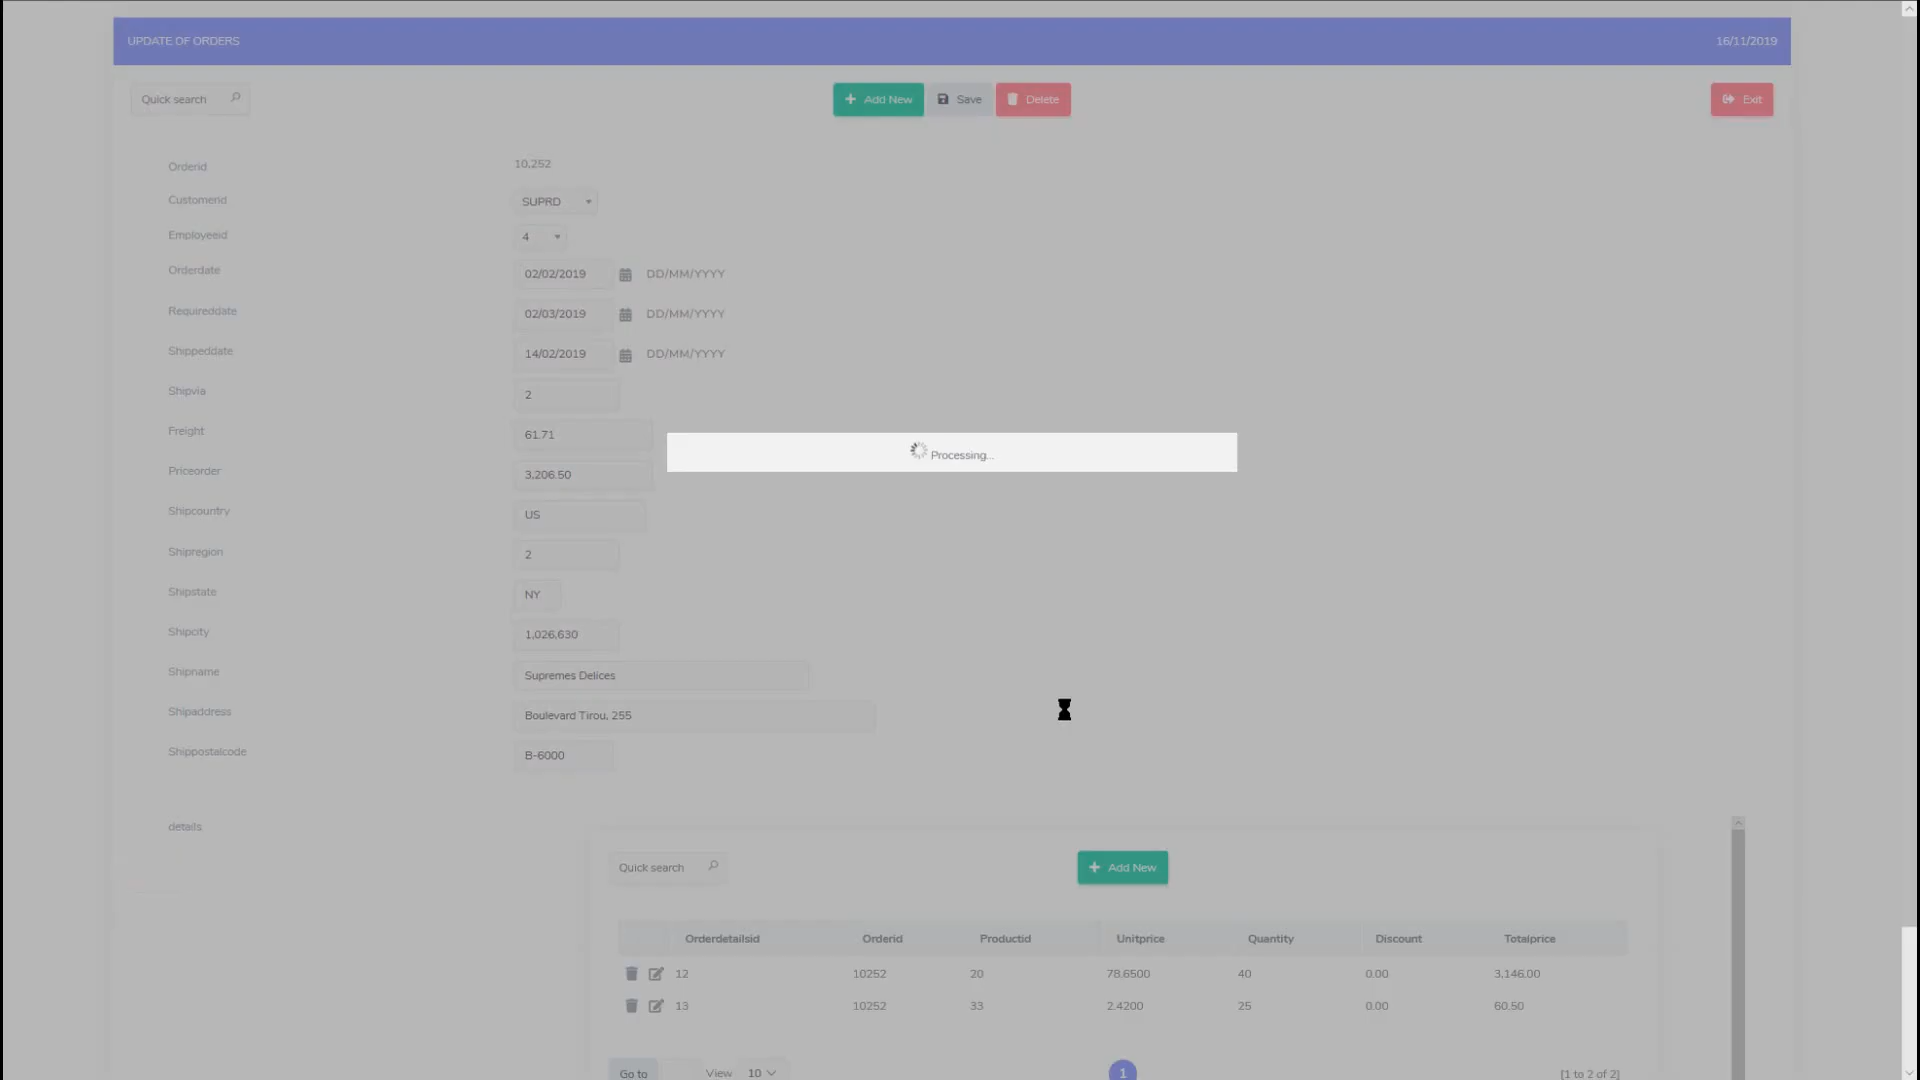 UPDATE OF ORDERS 16/11/2019
Quick search Add New Save Delete Exit
Orderid 10,252
Customerid SUPRD
Employeeid 4
Orderdate 02/02/2019 DD/MM/YYYY
Requireddate 02/03/2019 DD/MM/YYYY
Shippeddate 14/02/2019 DD/MM/YYYY
Shipvia 2
Freight 61.71
Processing...
Priceorder 3,206.50
Shipcountry US
Shipregion 2
Shipstate NY
Shipcity 1,026,630
Shipname Supremes Delices
Shipaddress Boulevard Tirou, 255
Shippostalcode B-6000
details
Quick search Add New
Orderdetailsid Orderid Productid Unitprice Quantity Discount Totalprice
12 10252 20 78.6500 40 0.00 3,146.00
13 10252 33 2.4200 25 0.00 60.50
Go to View 10 1 [1 to 2 of 2]